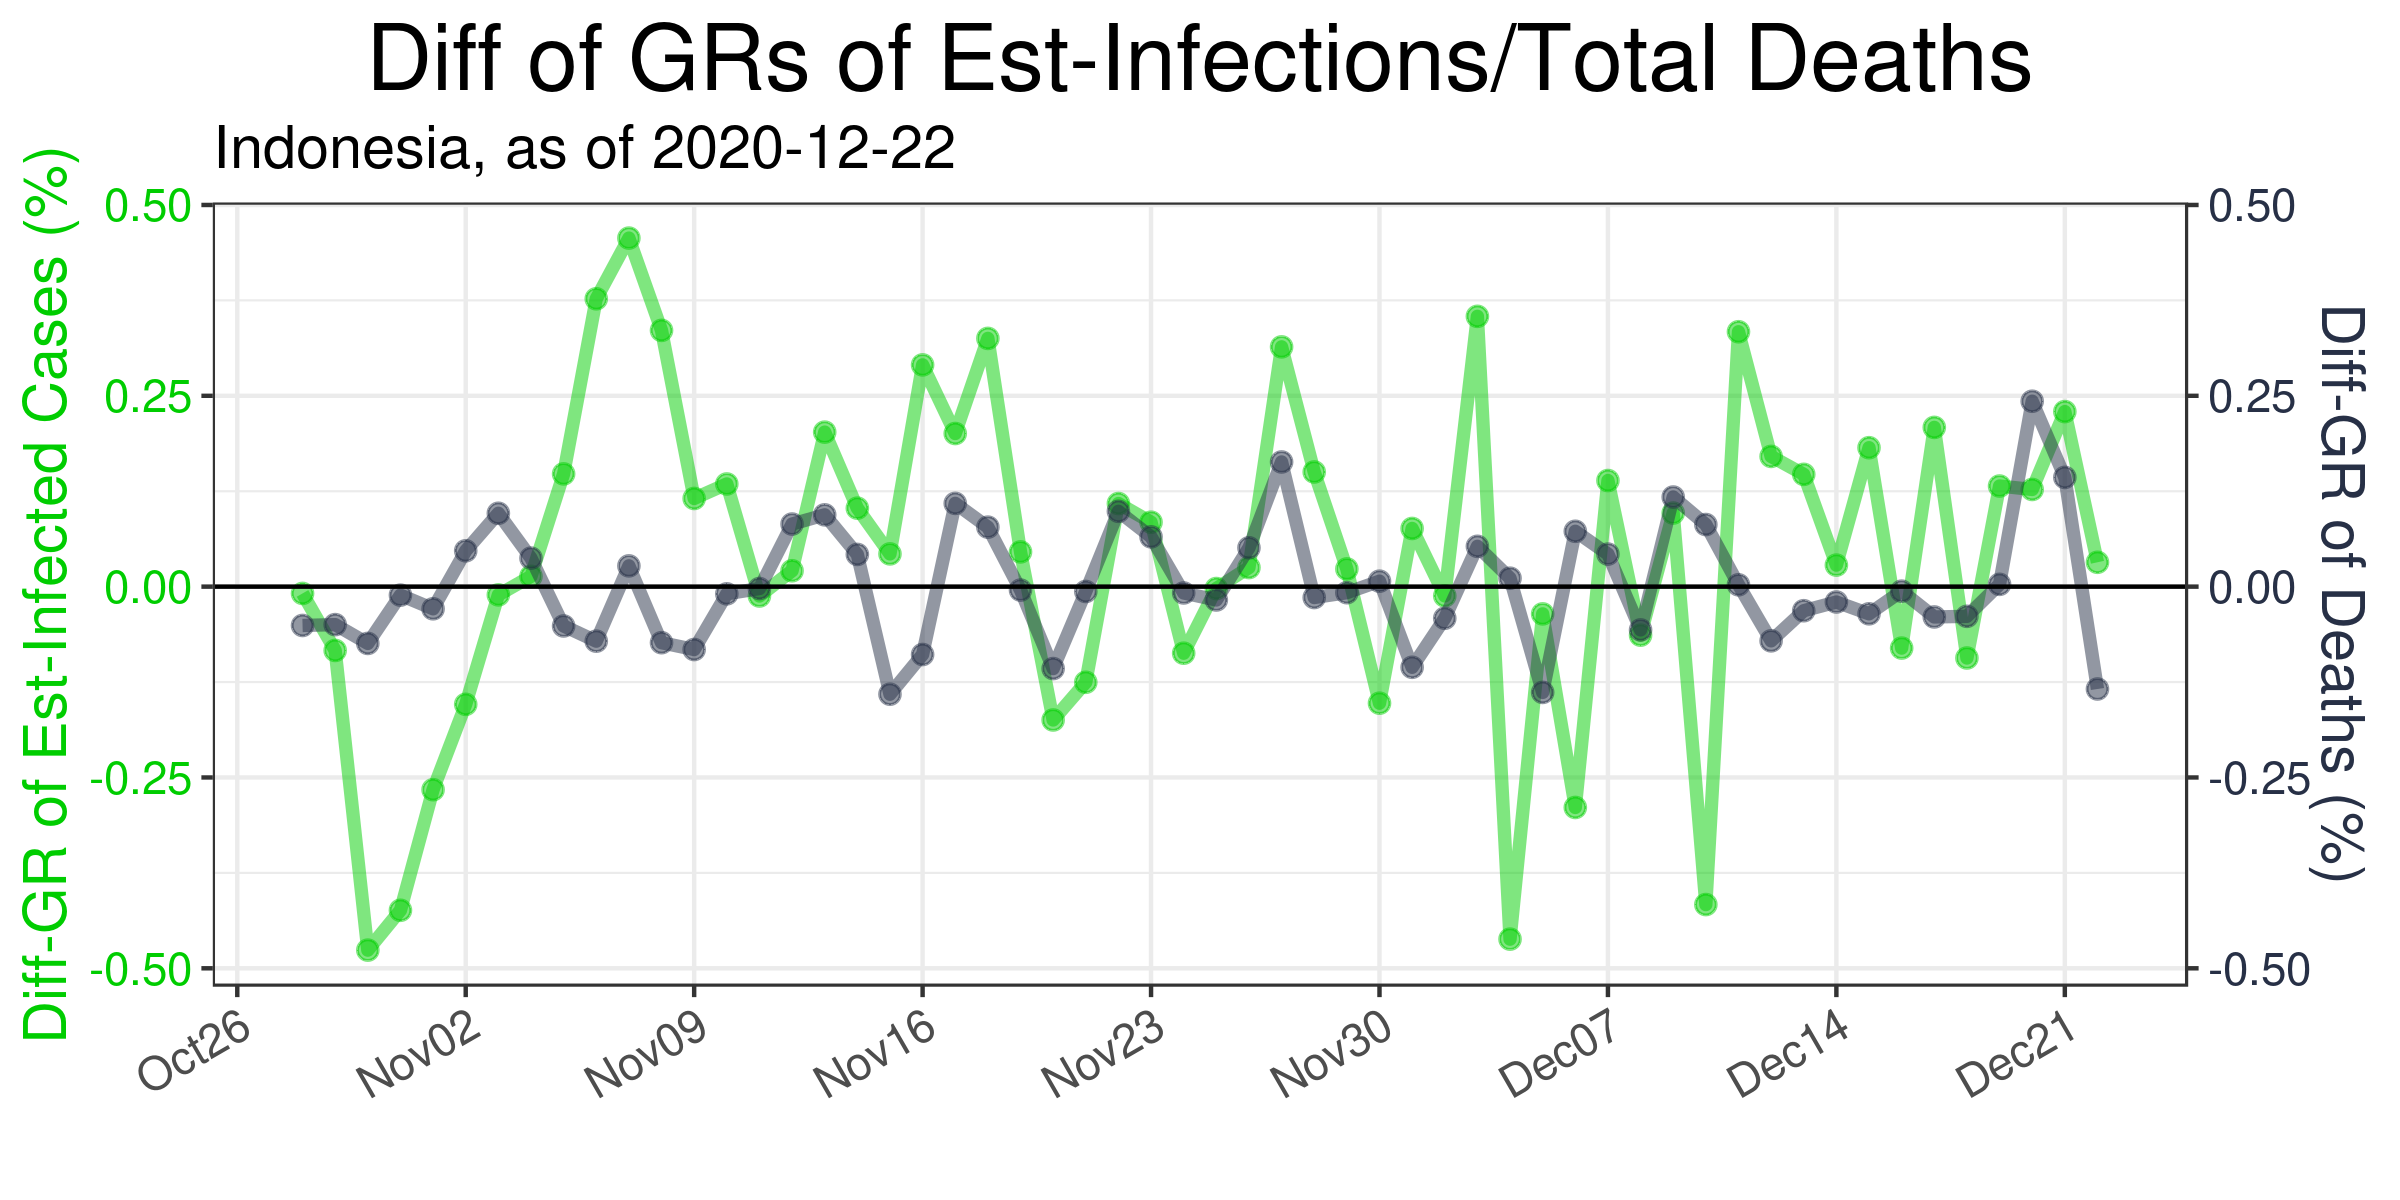 Diff of GRs of Est-Infections/Total Deaths
Indonesia, as of 2020-12-22
Diff-GR of Est-Infected Cases (%)
0.50
0.25
0.00
-0.25
-0.50
0.50
0.25
0.00
-0.25
-0.50
Diff-GR of Deaths (%)
Oct26
Nov02
Nov09
Nov16
Nov23
Nov30
Dec07
Dec14
Dec21